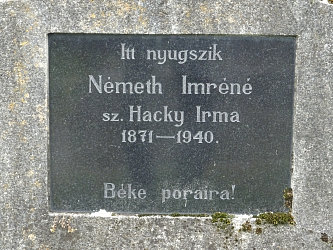 Itt nyugszik
Németh Imréné
sz. Hacky Irma
1871—1940.
Béke poraira!